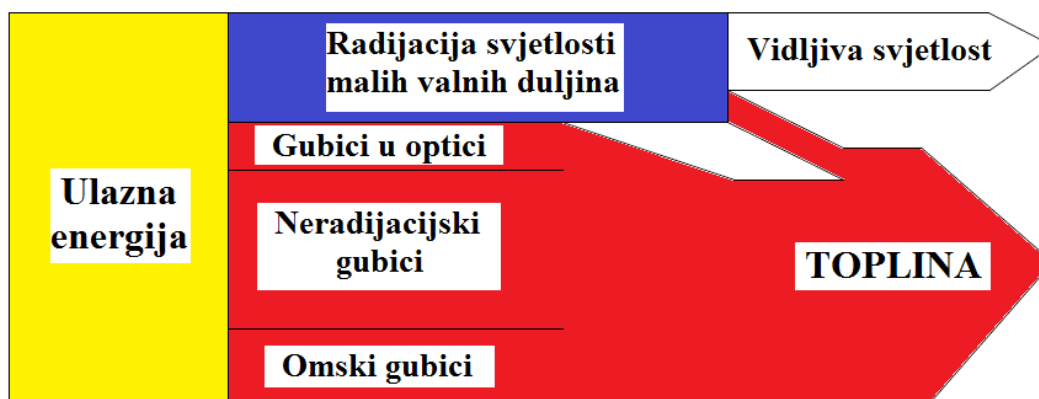 Radijacija svjetlosti
malih valnih duljina
Vidljiva svjetlost
Gubici u optici
Ulazna
energija
Neradijacijski
gubici
TOPLINA
Omski gubici